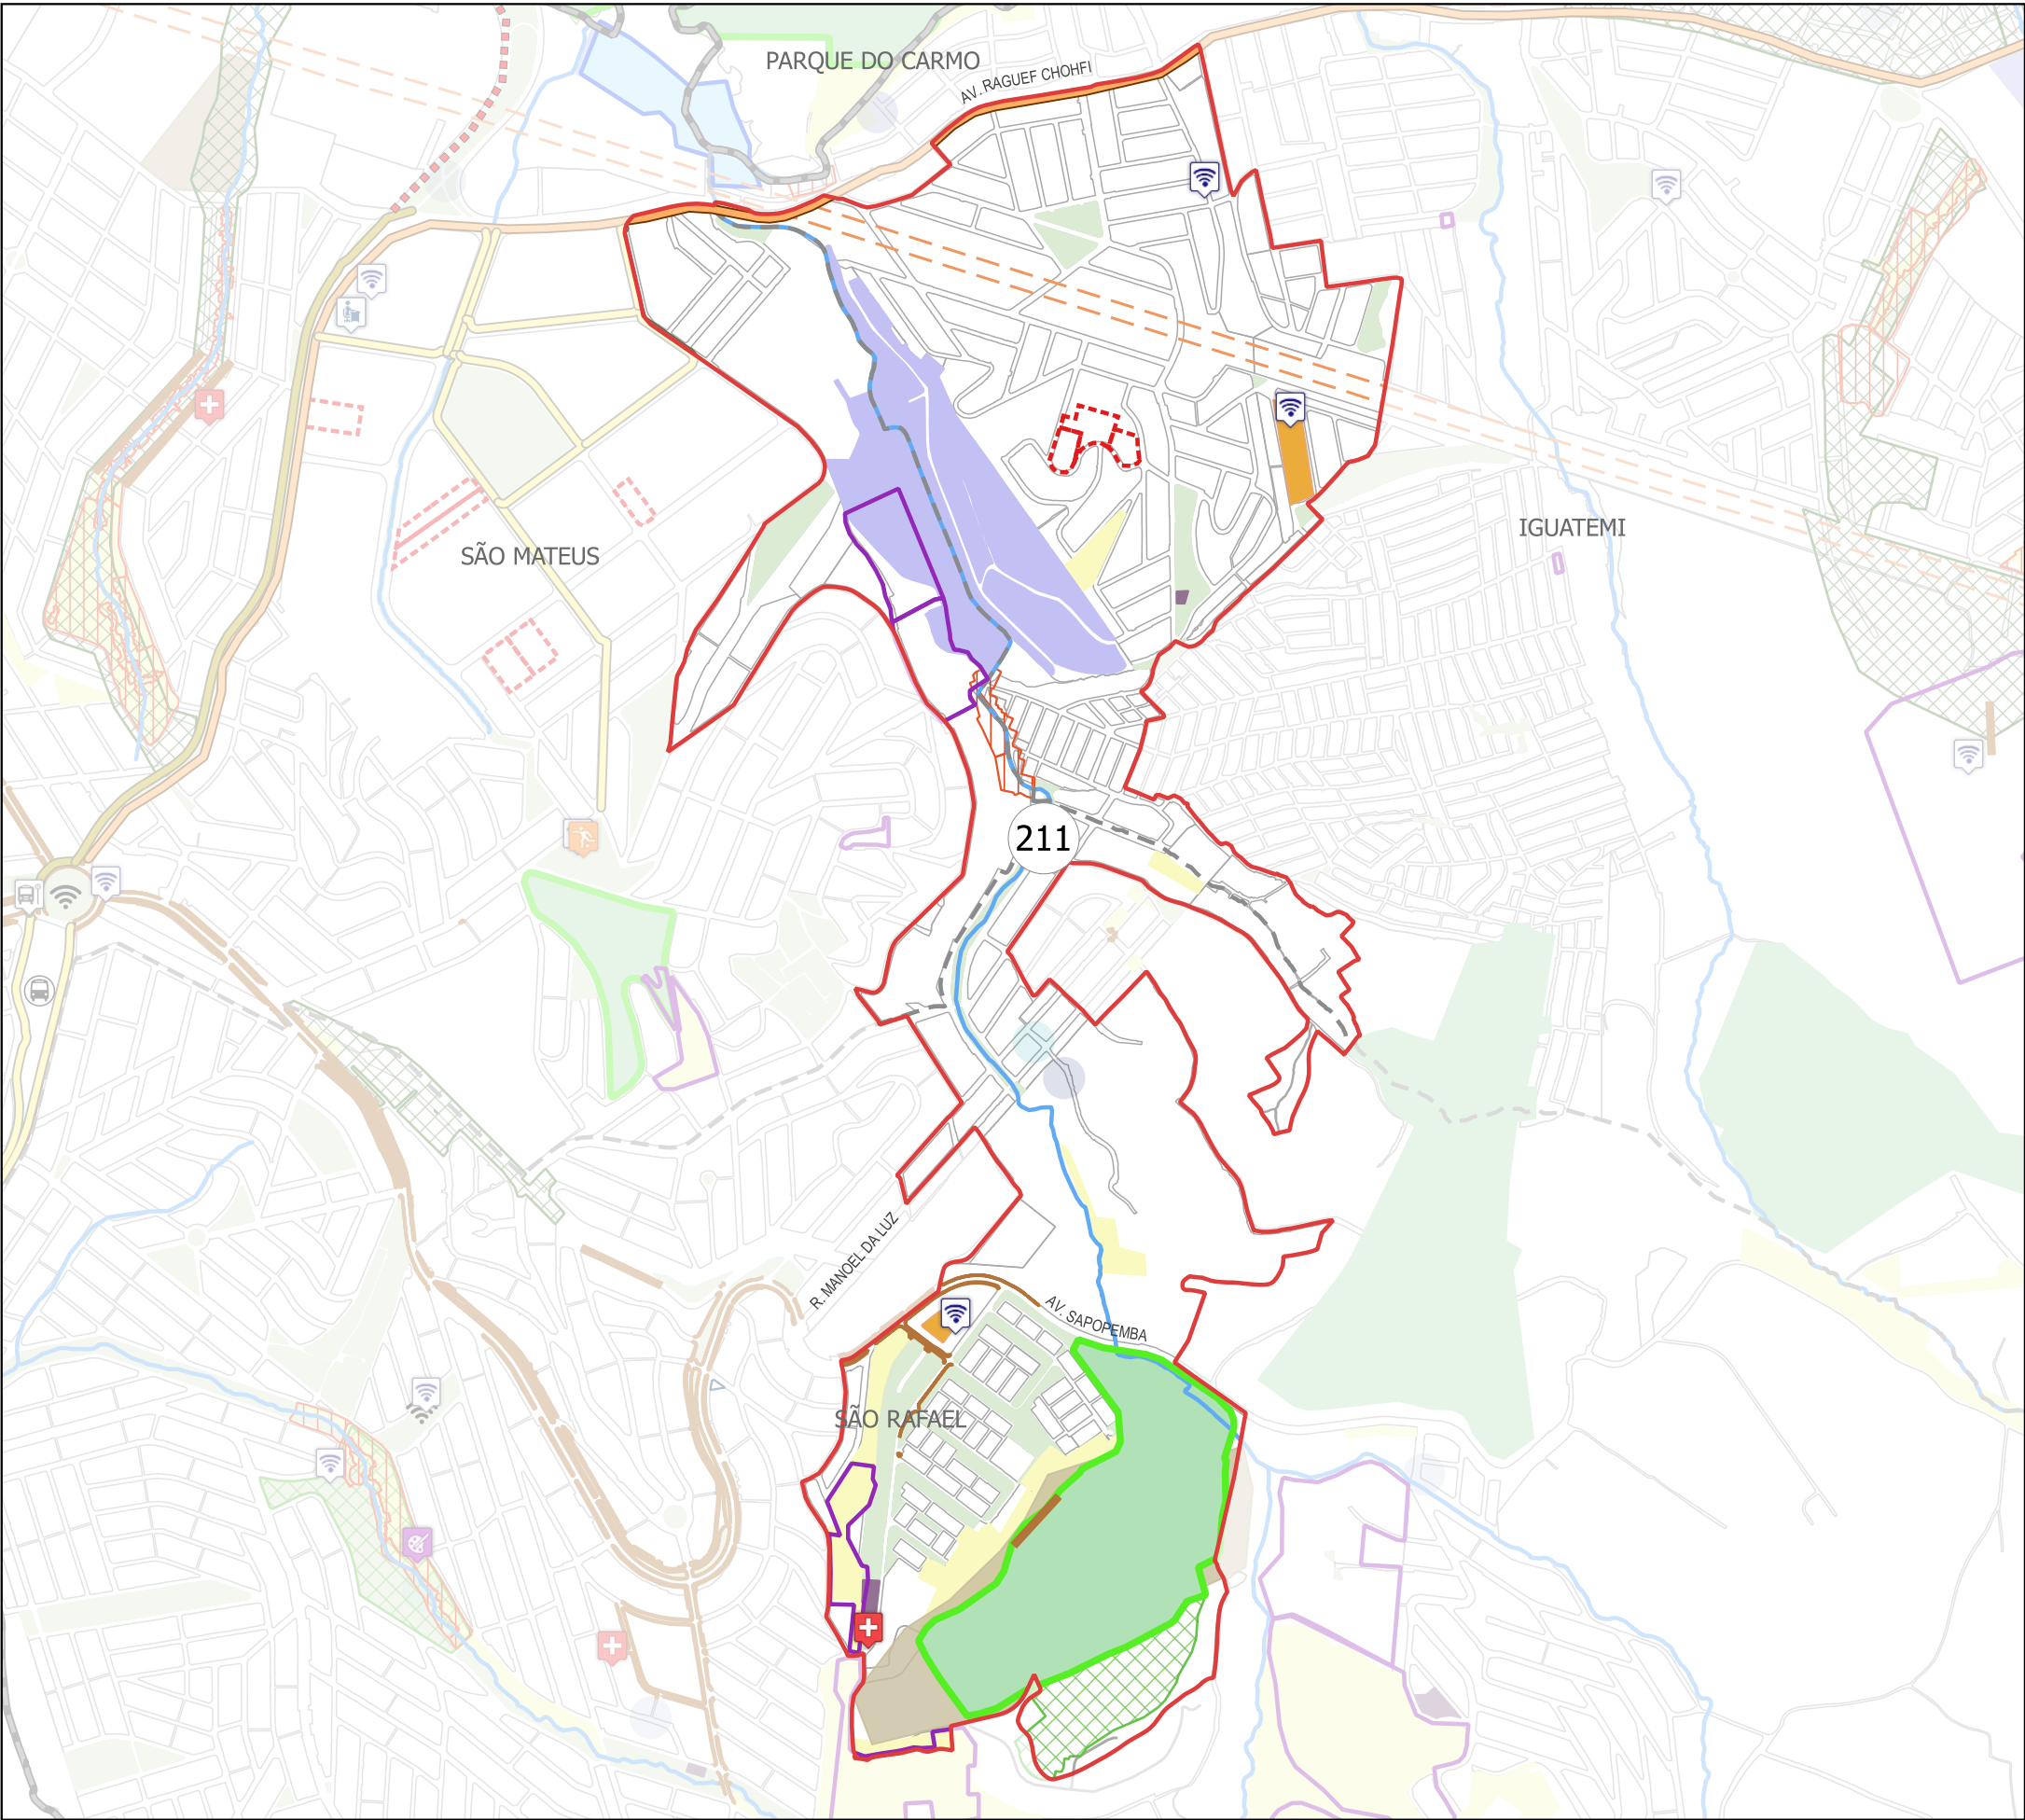 PARQUE DO CARMO
AV. RAGUEF CHOHFI
IGUATEMI
SÃO MATEUS
211
R. MANOEL DA LUZ
AV. SAPOPEMBA
SÃO RAFAEL